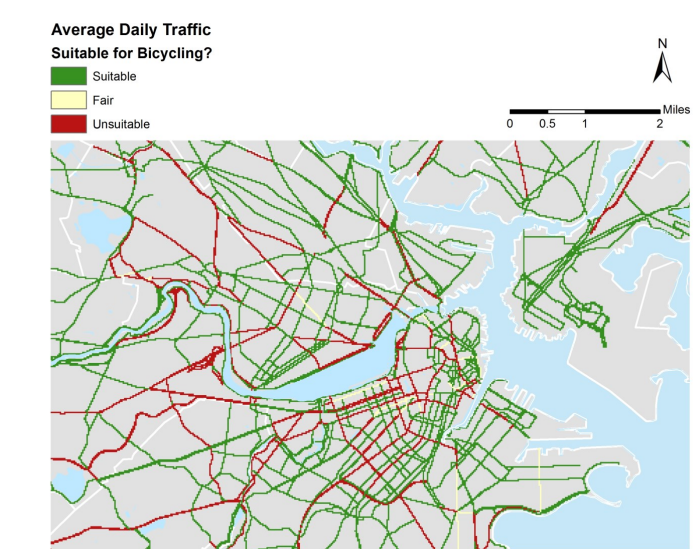 Average Daily Traffic
Suitable for Bicycling?
Suitable
Fair
Unsuitable
N
Miles
0 0.5 1 2